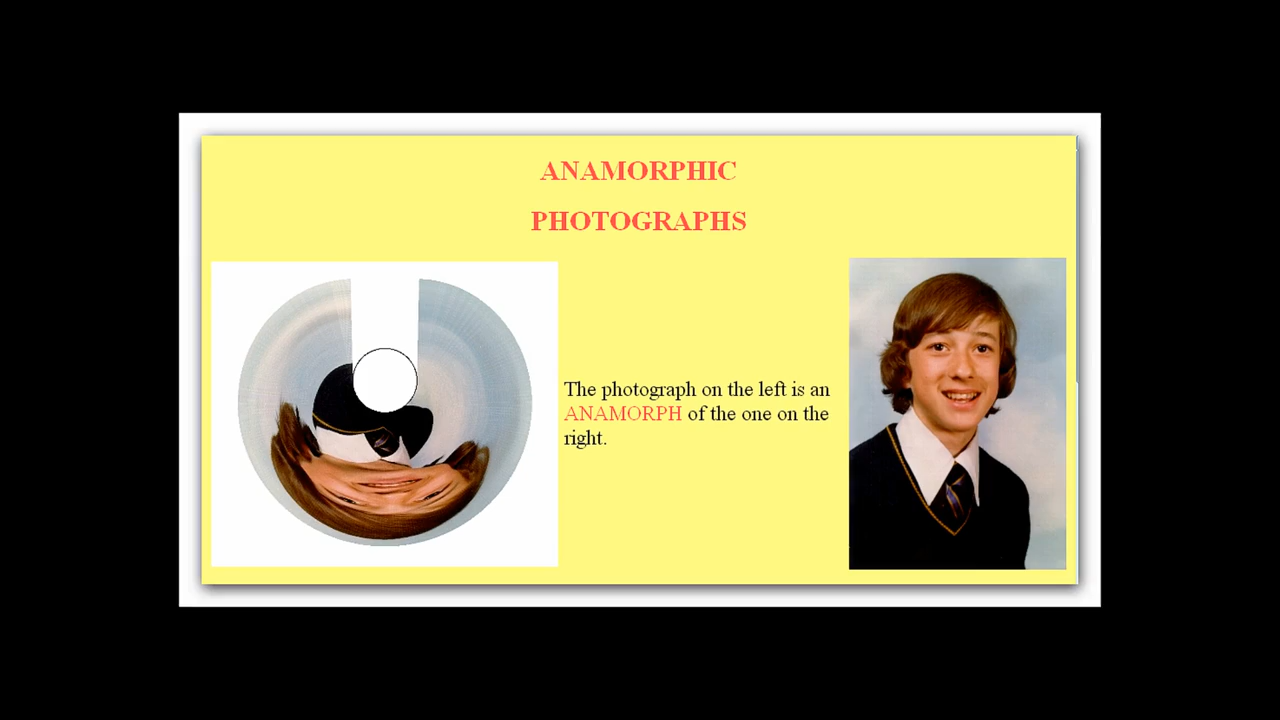 ANAMORPHIC
PHOTOGRAPHS
The photograph on the left is an
ANAMORPH of the one on the
right.